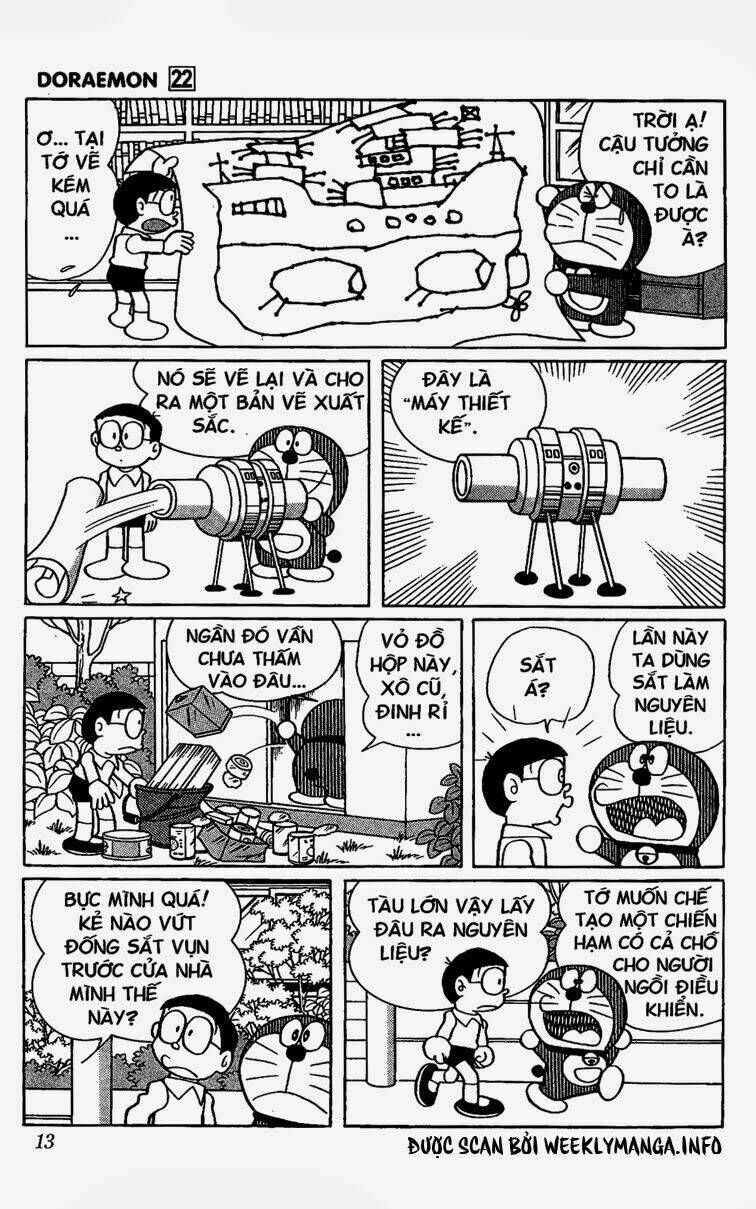 DORAEMON 22
TRỜI Ạ!
CẬU TƯỞNG
CHỈ CẦN
TO LÀ
ĐƯỢC
À?
Ơ... TẠI
TỚ VẼ
KÉM
QUÁ
...
ĐÂY LÀ
“MÁY THIẾT
KẾ”.
NÓ SẼ VẼ LẠI VÀ CHO
RA MỘT BẢN VẼ XUẤT
SẮC.
LẦN NÀY
TA DÙNG
SẮT LÀM
NGUYÊN
LIỆU.
SẮT
Á?
VỎ ĐỒ
HỘP NÀY,
XÔ CŨ,
ĐINH RỈ
...
NGẦN ĐÓ VẤN
CHƯA THẤM
VÀO ĐÂU...
TỚ MUỐN CHẾ
TẠO MỘT CHIẾN
HẠM CÓ CẢ CHỖ
CHO NGƯỜI
NGỒI ĐIỀU
KHIỂN.
TÀU LỚN VẬY LẤY
ĐÂU RA NGUYÊN
LIỆU?
BỰC MÌNH QUÁ!
KẺ NÀO VỨT
ĐỐNG SẮT VỤN
TRƯỚC CỬA NHÀ
MÌNH THẾ
NÀY?
13
ĐƯỢC SCAN BỞI WEEKLYMANGA.INFO